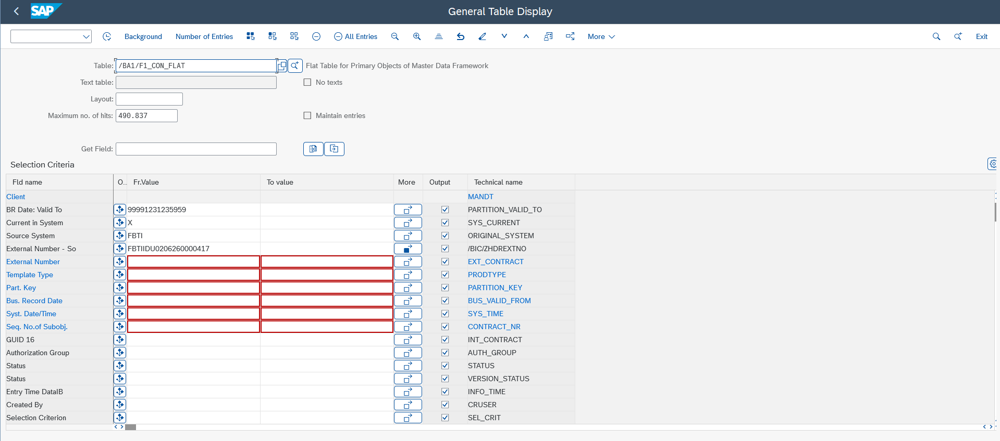 SAP
General Table Display
Background Number of Entries All Entries More Exit
Table: /BA1/F1_CON_FLAT Flat Table for Primary Objects of Master Data Framework
Text table: No texts
Layout:
Maximum no. of hits: 490.837 Maintain entries
Get Field:
Selection Criteria
Fld name O... Fr.Value To value More Output Technical name
Client MANDT
BR Date: Valid To 99991231235959 PARTITION_VALID_TO
Current in System X SYS_CURRENT
Source System FBTI ORIGINAL_SYSTEM
External Number - So FBTIIDU0206260000417 /BIC/ZHDREXTNO
External Number EXT_CONTRACT
Template Type PRODTYPE
Part. Key PARTITION_KEY
Bus. Record Date BUS_VALID_FROM
Syst. Date/Time SYS_TIME
Seq. No.of Subobj. CONTRACT_NR
GUID 16 INT_CONTRACT
Authorization Group AUTH_GROUP
Status STATUS
Status VERSION_STATUS
Entry Time DataIB INFO_TIME
Created By CRUSER
Selection Criterion SEL_CRIT